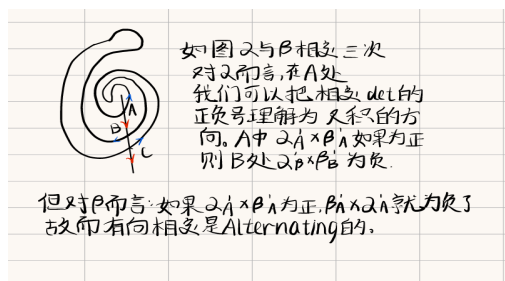 如图α与β相交三次
对α而言,在A处
我们可以把相交det的
正负号理解为叉积的方
向。A中 α'A×β'A如果为正
则B处α'B×β'B为负.
A
B
C
但对β而言:如果α'A×β'A为正,β'A×α'A就为负了
故而有向相交是Alternating的。